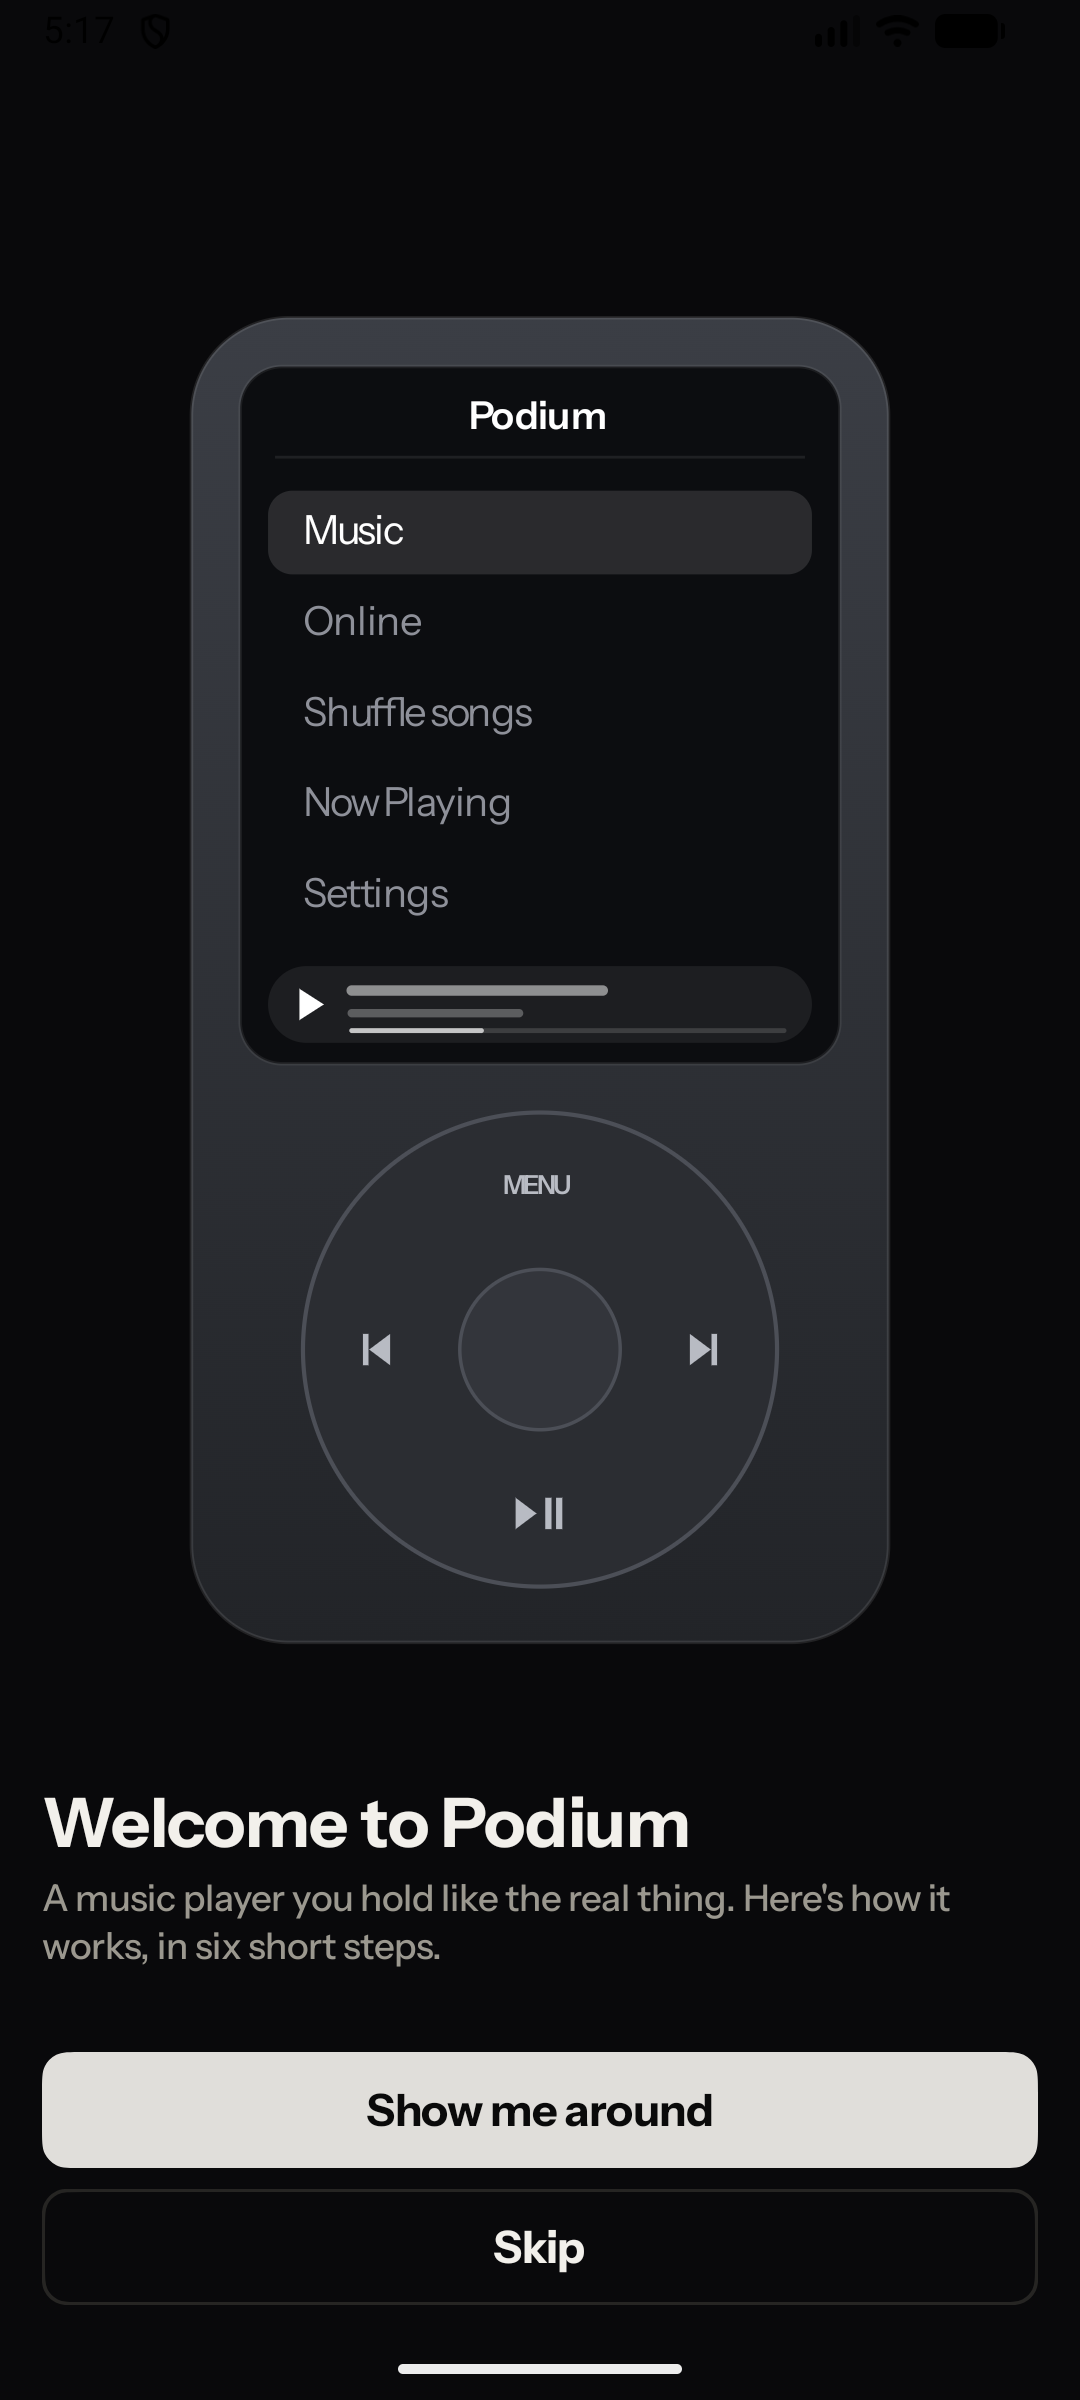 5:17
Podium
Music
Online
Shuffle songs
Now Playing
Settings
MENU
Welcome to Podium
A music player you hold like the real thing. Here's how it
works, in six short steps.
Show me around
Skip